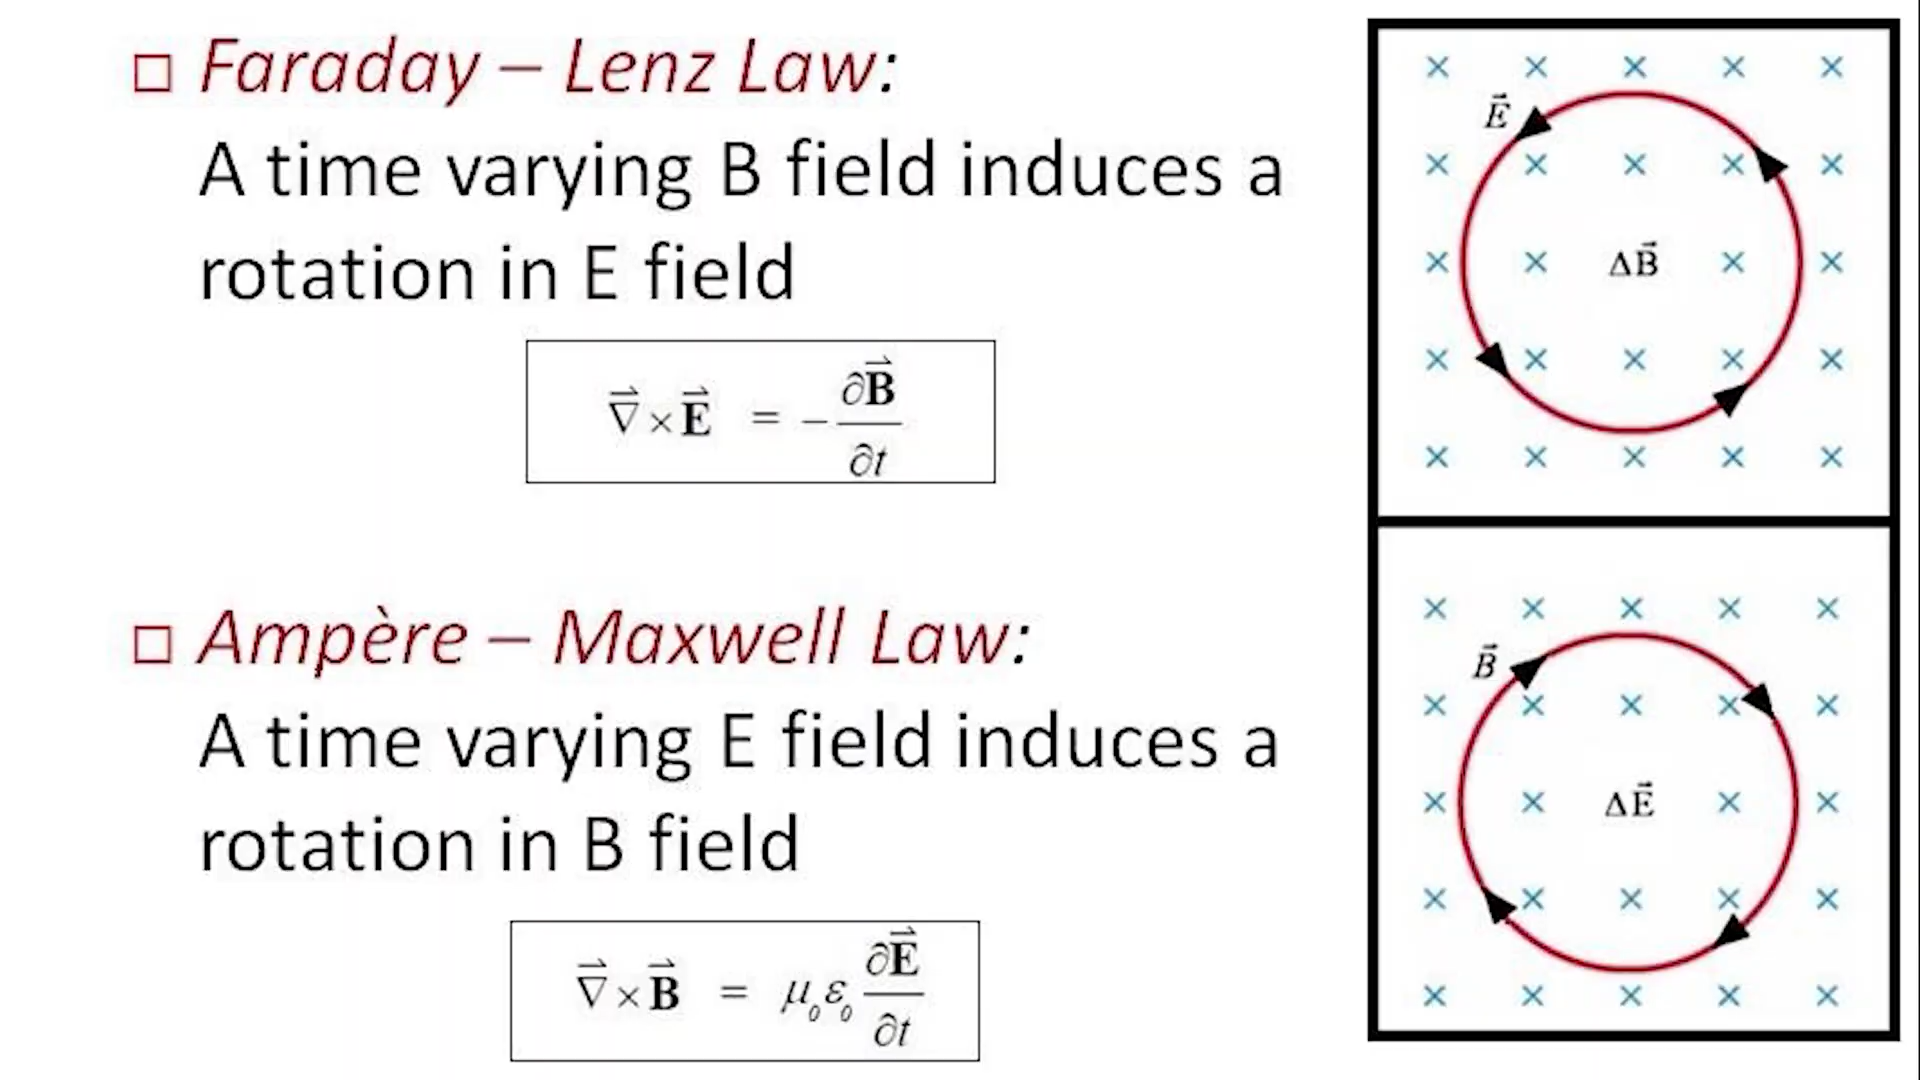 Faraday – Lenz Law:
A time varying B field induces a
rotation in E field
∇⃗ × E⃗ = − ∂B⃗ / ∂t
Ampère – Maxwell Law:
A time varying E field induces a
rotation in B field
∇⃗ × B⃗ = μ₀ε₀ ∂E⃗ / ∂t
E⃗
ΔB⃗
B⃗
ΔE⃗